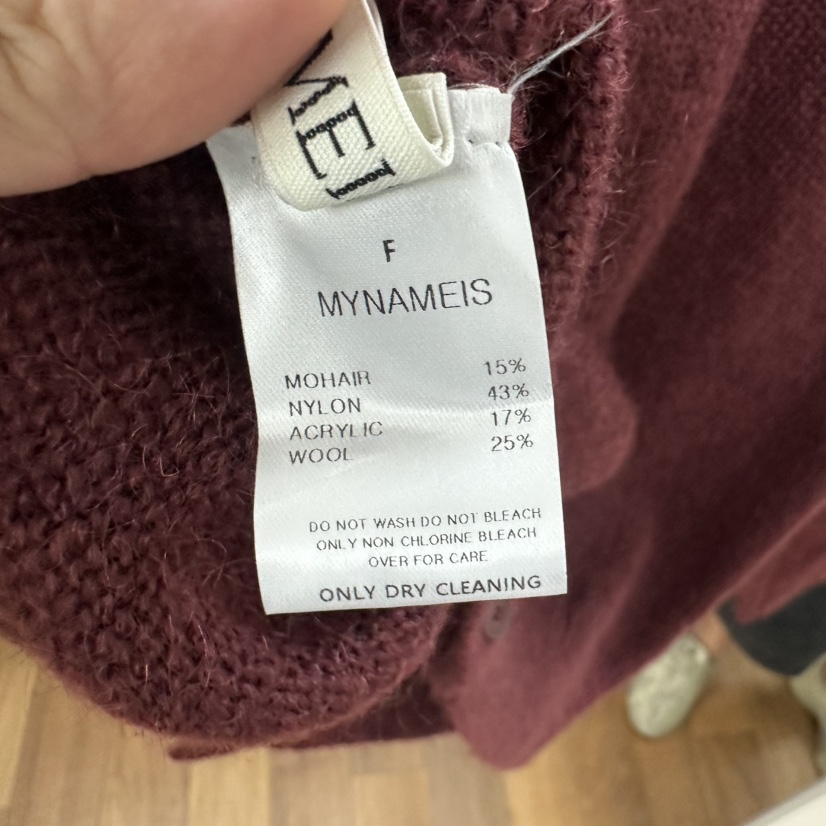 ME
F
MYNAMEIS
MOHAIR 15%
NYLON 43%
ACRYLIC 17%
WOOL 25%
DO NOT WASH DO NOT BLEACH
ONLY NON CHLORINE BLEACH
OVER FOR CARE
ONLY DRY CLEANING